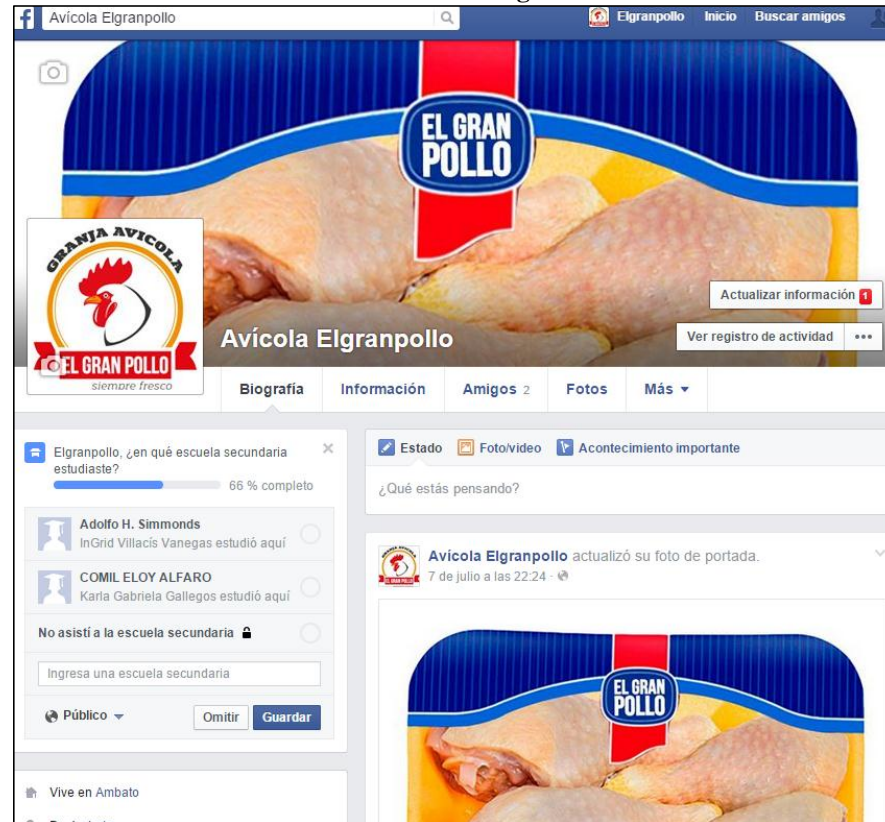 f Avícola Elgranpollo
Elgranpollo Inicio Buscar amigos
EL GRAN
POLLO
GRANJA AVICOLA
EL GRAN POLLO
siempre fresco
Avícola Elgranpollo
Actualizar información 1
Ver registro de actividad ...
Biografía Información Amigos 2 Fotos Más
Elgranpollo, ¿en qué escuela secundaria
estudiaste?
66 % completo
Adolfo H. Simmonds
InGrid Villacís Vanegas estudió aquí
COMIL ELOY ALFARO
Karla Gabriela Gallegos estudió aquí
No asistí a la escuela secundaria
Ingresa una escuela secundaria
Público Omitir Guardar
Vive en Ambato
Estado Foto/video Acontecimiento importante
¿Qué estás pensando?
Avícola Elgranpollo actualizó su foto de portada.
7 de julio a las 22:24 ·
EL GRAN
POLLO